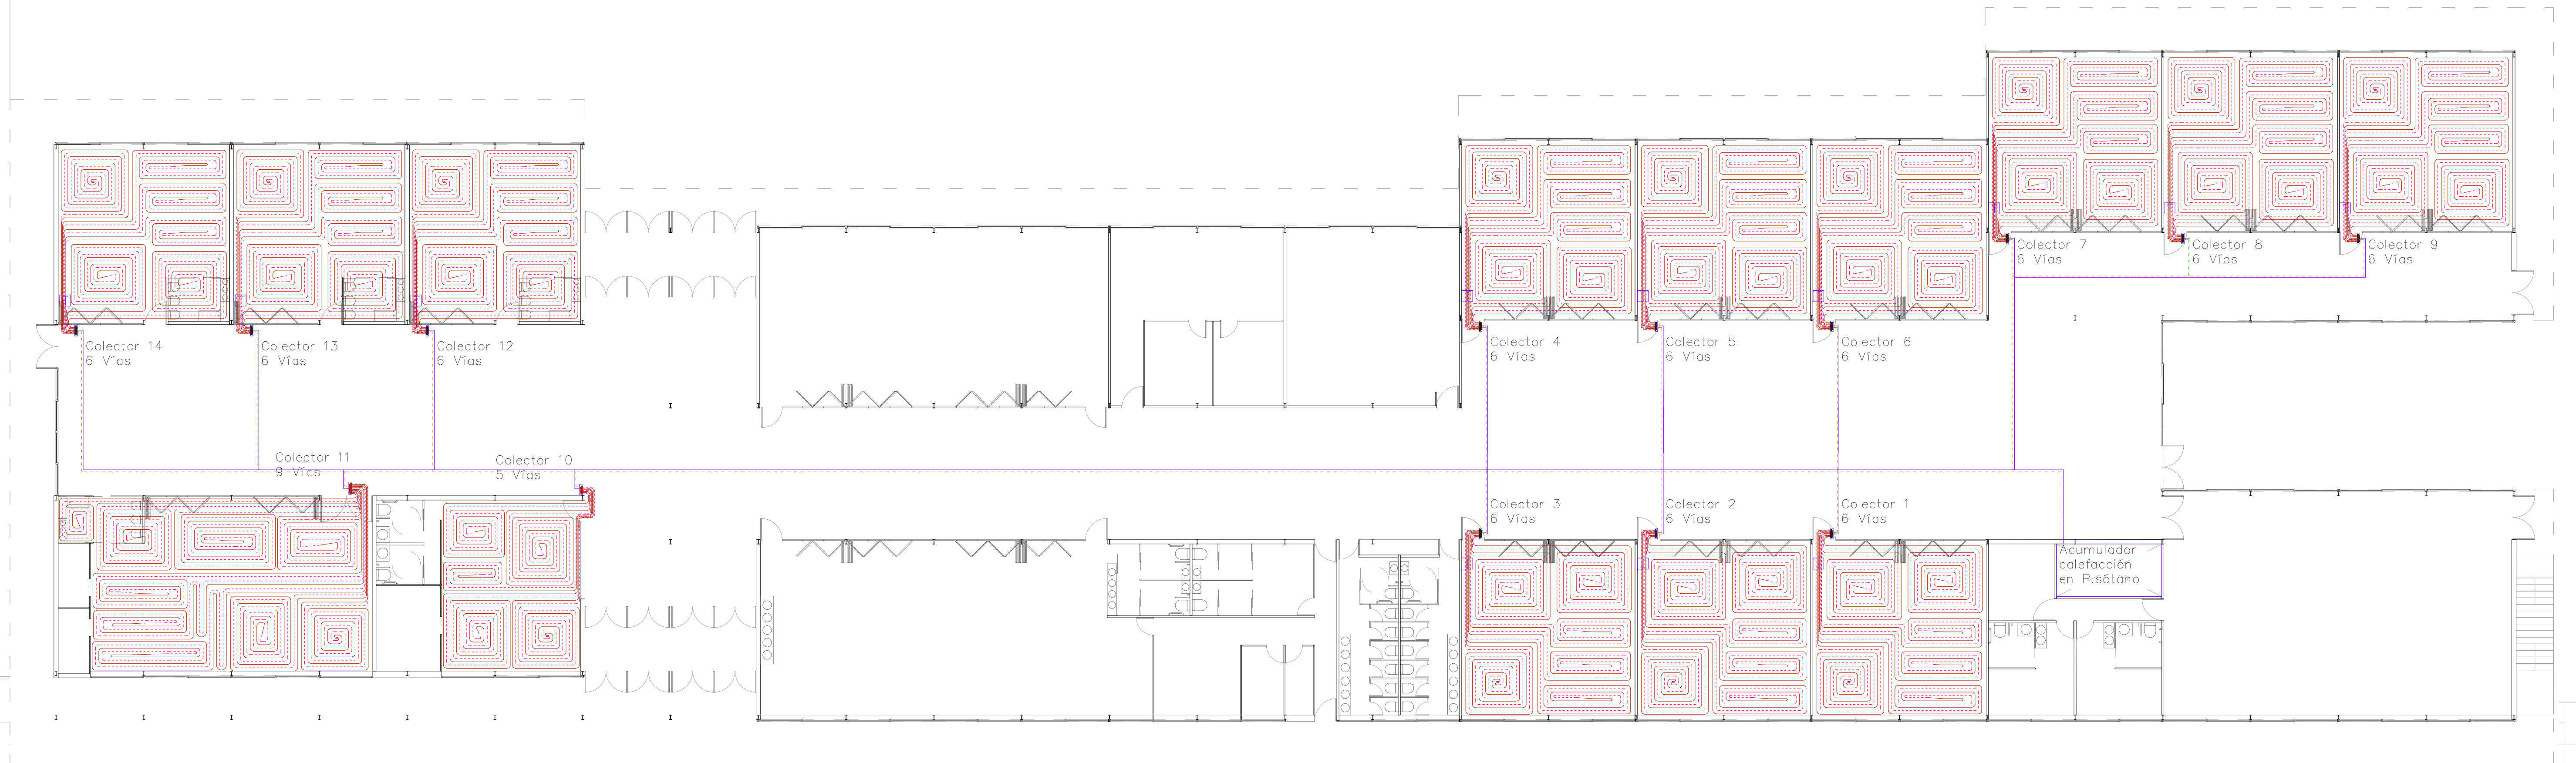 Colector 7
6 Vías
Colector 8
6 Vías
Colector 9
6 Vías
Colector 14
6 Vías
Colector 13
6 Vías
Colector 12
6 Vías
Colector 4
6 Vías
Colector 5
6 Vías
Colector 6
6 Vías
Colector 11
9 Vías
Colector 10
5 Vías
Colector 3
6 Vías
Colector 2
6 Vías
Colector 1
6 Vías
Acumulador
calefacción
en P.sótano